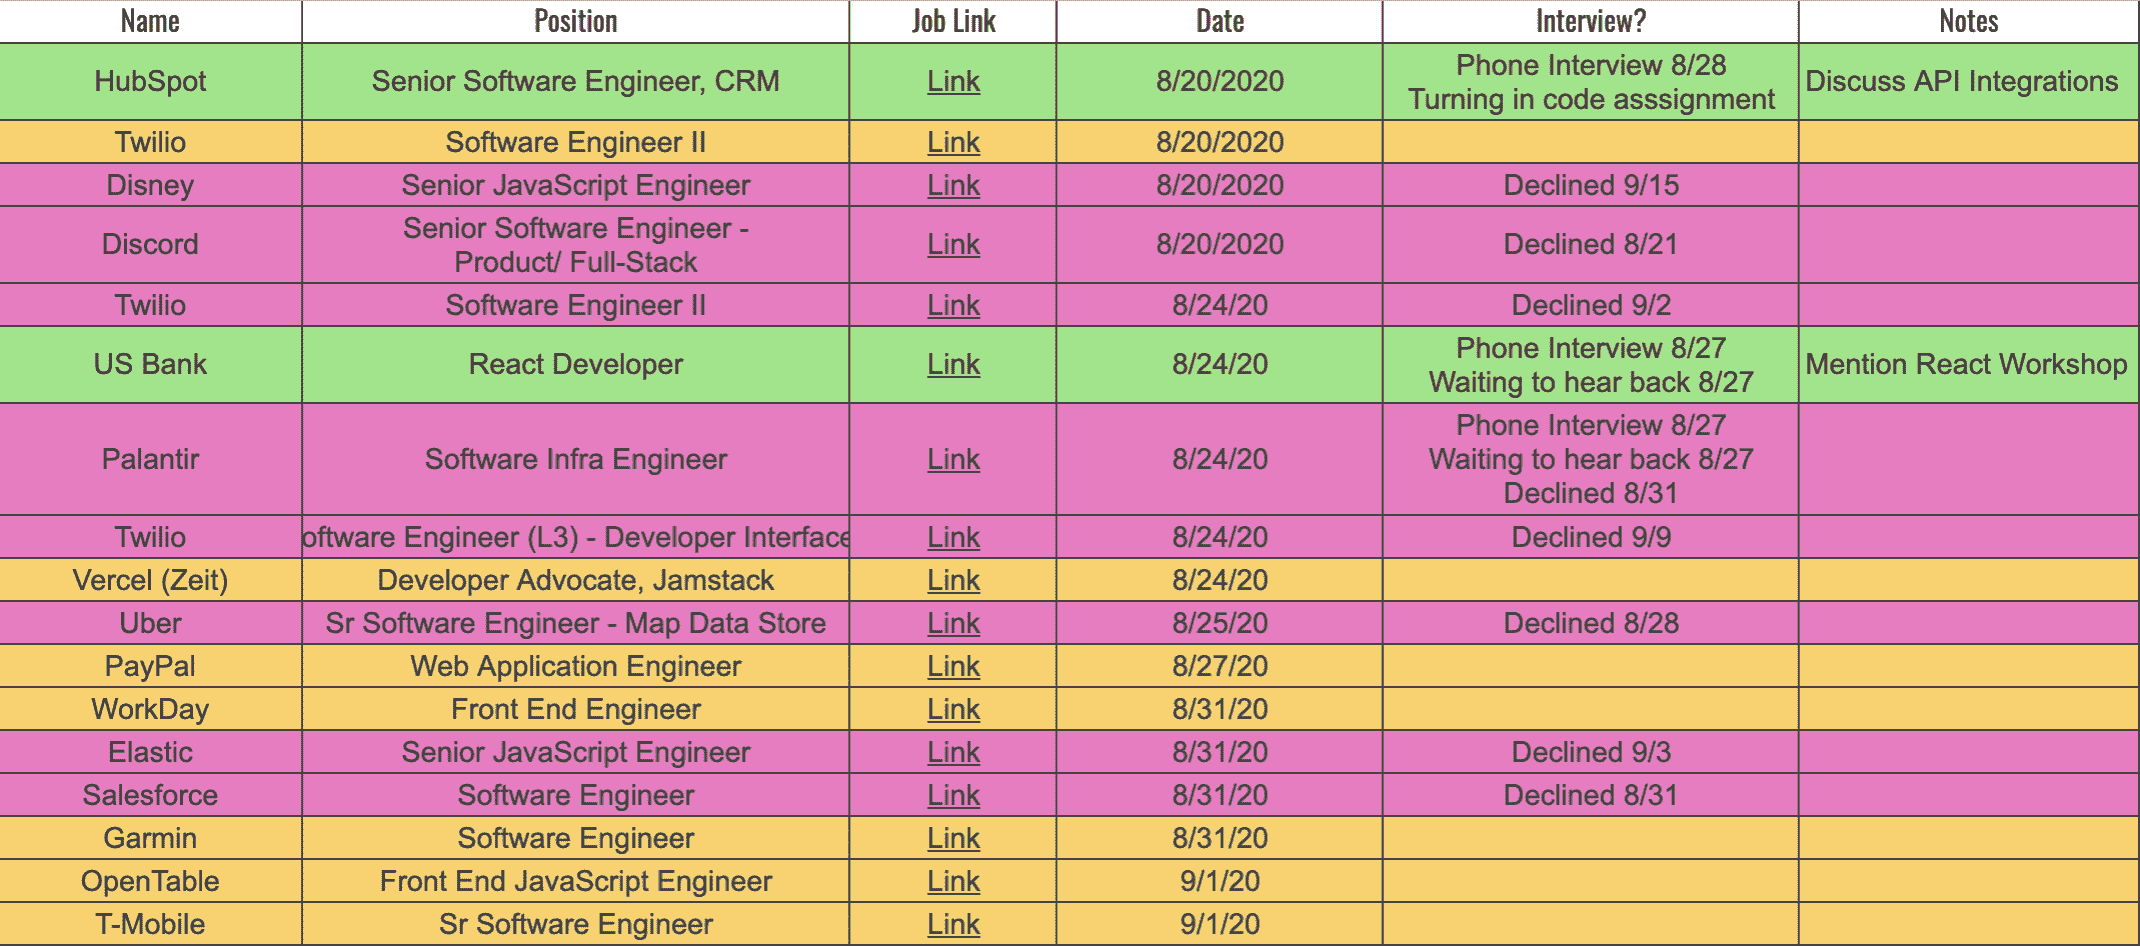 Name Position Job Link Date Interview? Notes
HubSpot Senior Software Engineer, CRM Link 8/20/2020 Phone Interview 8/28 Discuss API Integrations
Turning in code asssignment
Twilio Software Engineer II Link 8/20/2020
Disney Senior JavaScript Engineer Link 8/20/2020 Declined 9/15
Discord Senior Software Engineer - Link 8/20/2020 Declined 8/21
Product/ Full-Stack
Twilio Software Engineer II Link 8/24/20 Declined 9/2
US Bank React Developer Link 8/24/20 Phone Interview 8/27 Mention React Workshop
Waiting to hear back 8/27
Palantir Software Infra Engineer Link 8/24/20 Phone Interview 8/27
Waiting to hear back 8/27
Declined 8/31
Twilio oftware Engineer (L3) - Developer Interface Link 8/24/20 Declined 9/9
Vercel (Zeit) Developer Advocate, Jamstack Link 8/24/20
Uber Sr Software Engineer - Map Data Store Link 8/25/20 Declined 8/28
PayPal Web Application Engineer Link 8/27/20
WorkDay Front End Engineer Link 8/31/20
Elastic Senior JavaScript Engineer Link 8/31/20 Declined 9/3
Salesforce Software Engineer Link 8/31/20 Declined 8/31
Garmin Software Engineer Link 8/31/20
OpenTable Front End JavaScript Engineer Link 9/1/20
T-Mobile Sr Software Engineer Link 9/1/20